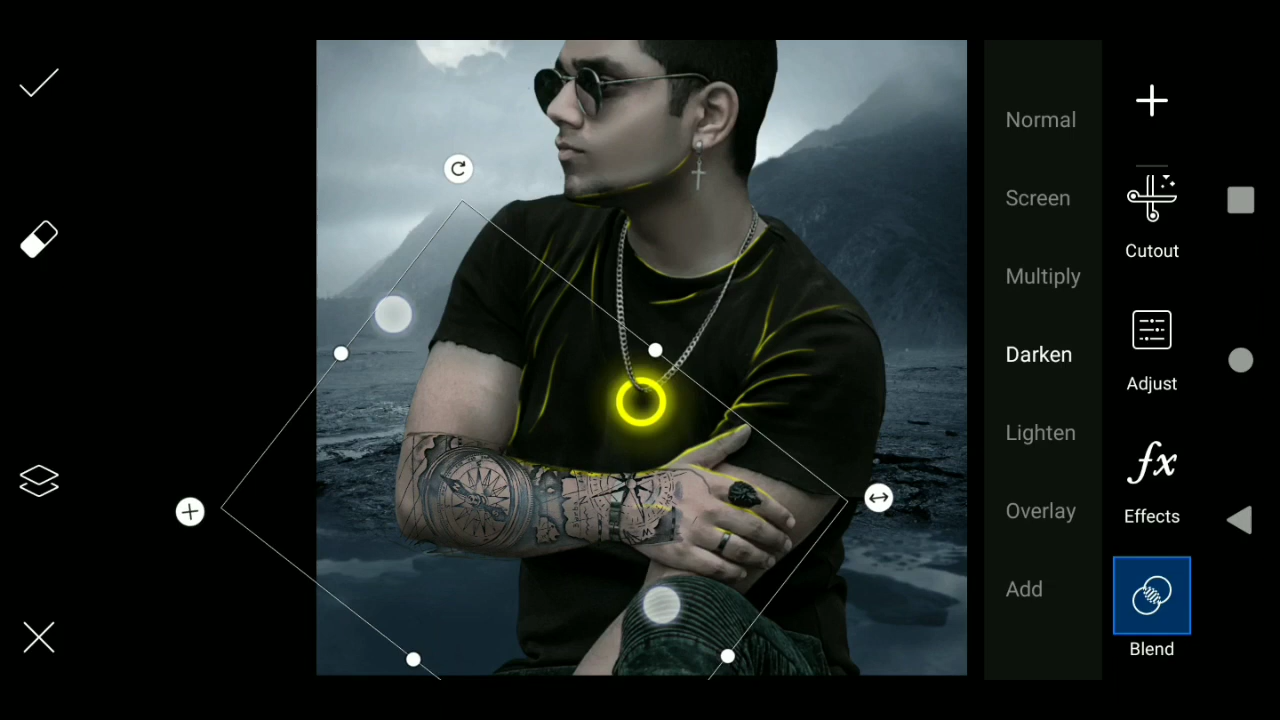 Normal
Screen
Multiply
Darken
Lighten
Overlay
Add
Cutout
Adjust
fx
Effects
Blend